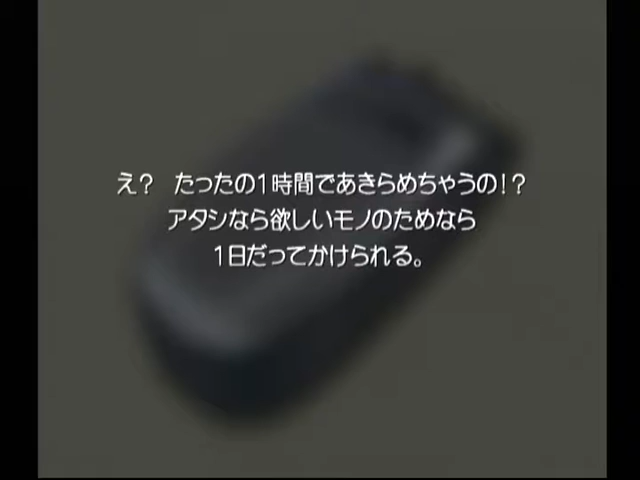 え?　たったの1時間であきらめちゃうの!?
アタシなら欲しいモノのためなら
1日だってかけられる。